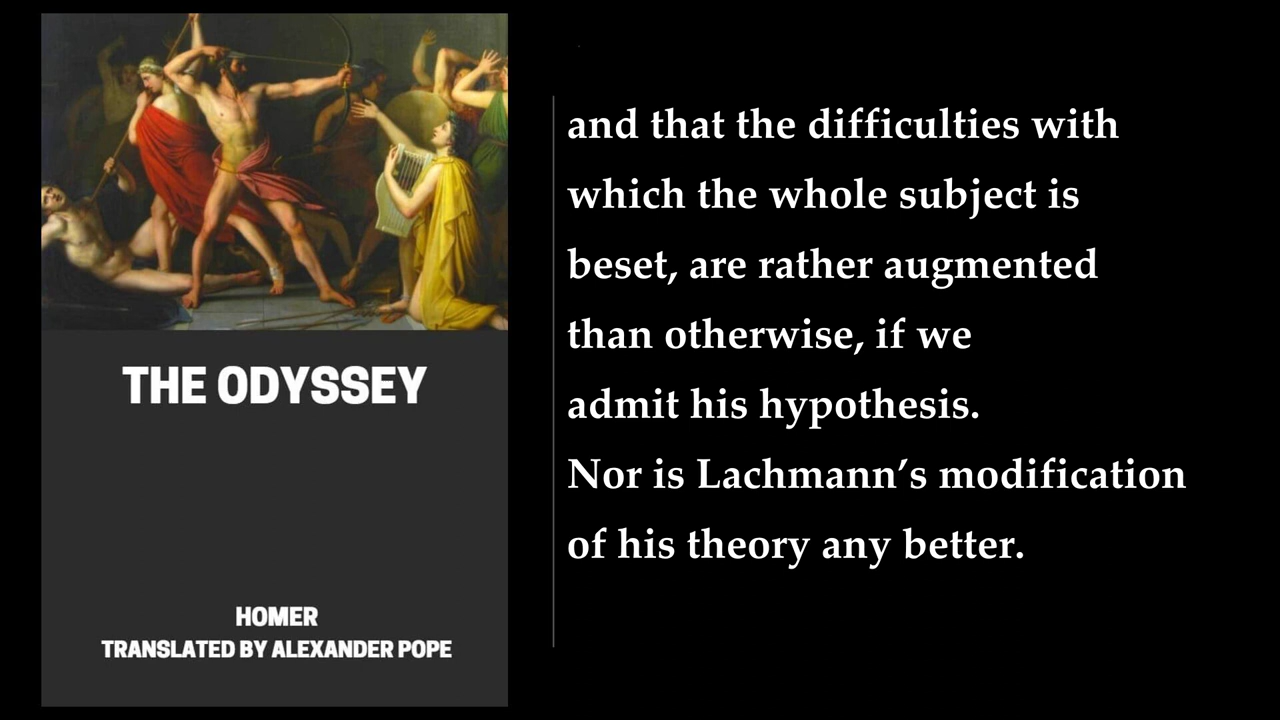 THE ODYSSEY
HOMER
TRANSLATED BY ALEXANDER POPE
and that the difficulties with
which the whole subject is
beset, are rather augmented
than otherwise, if we
admit his hypothesis.
Nor is Lachmann’s modification
of his theory any better.